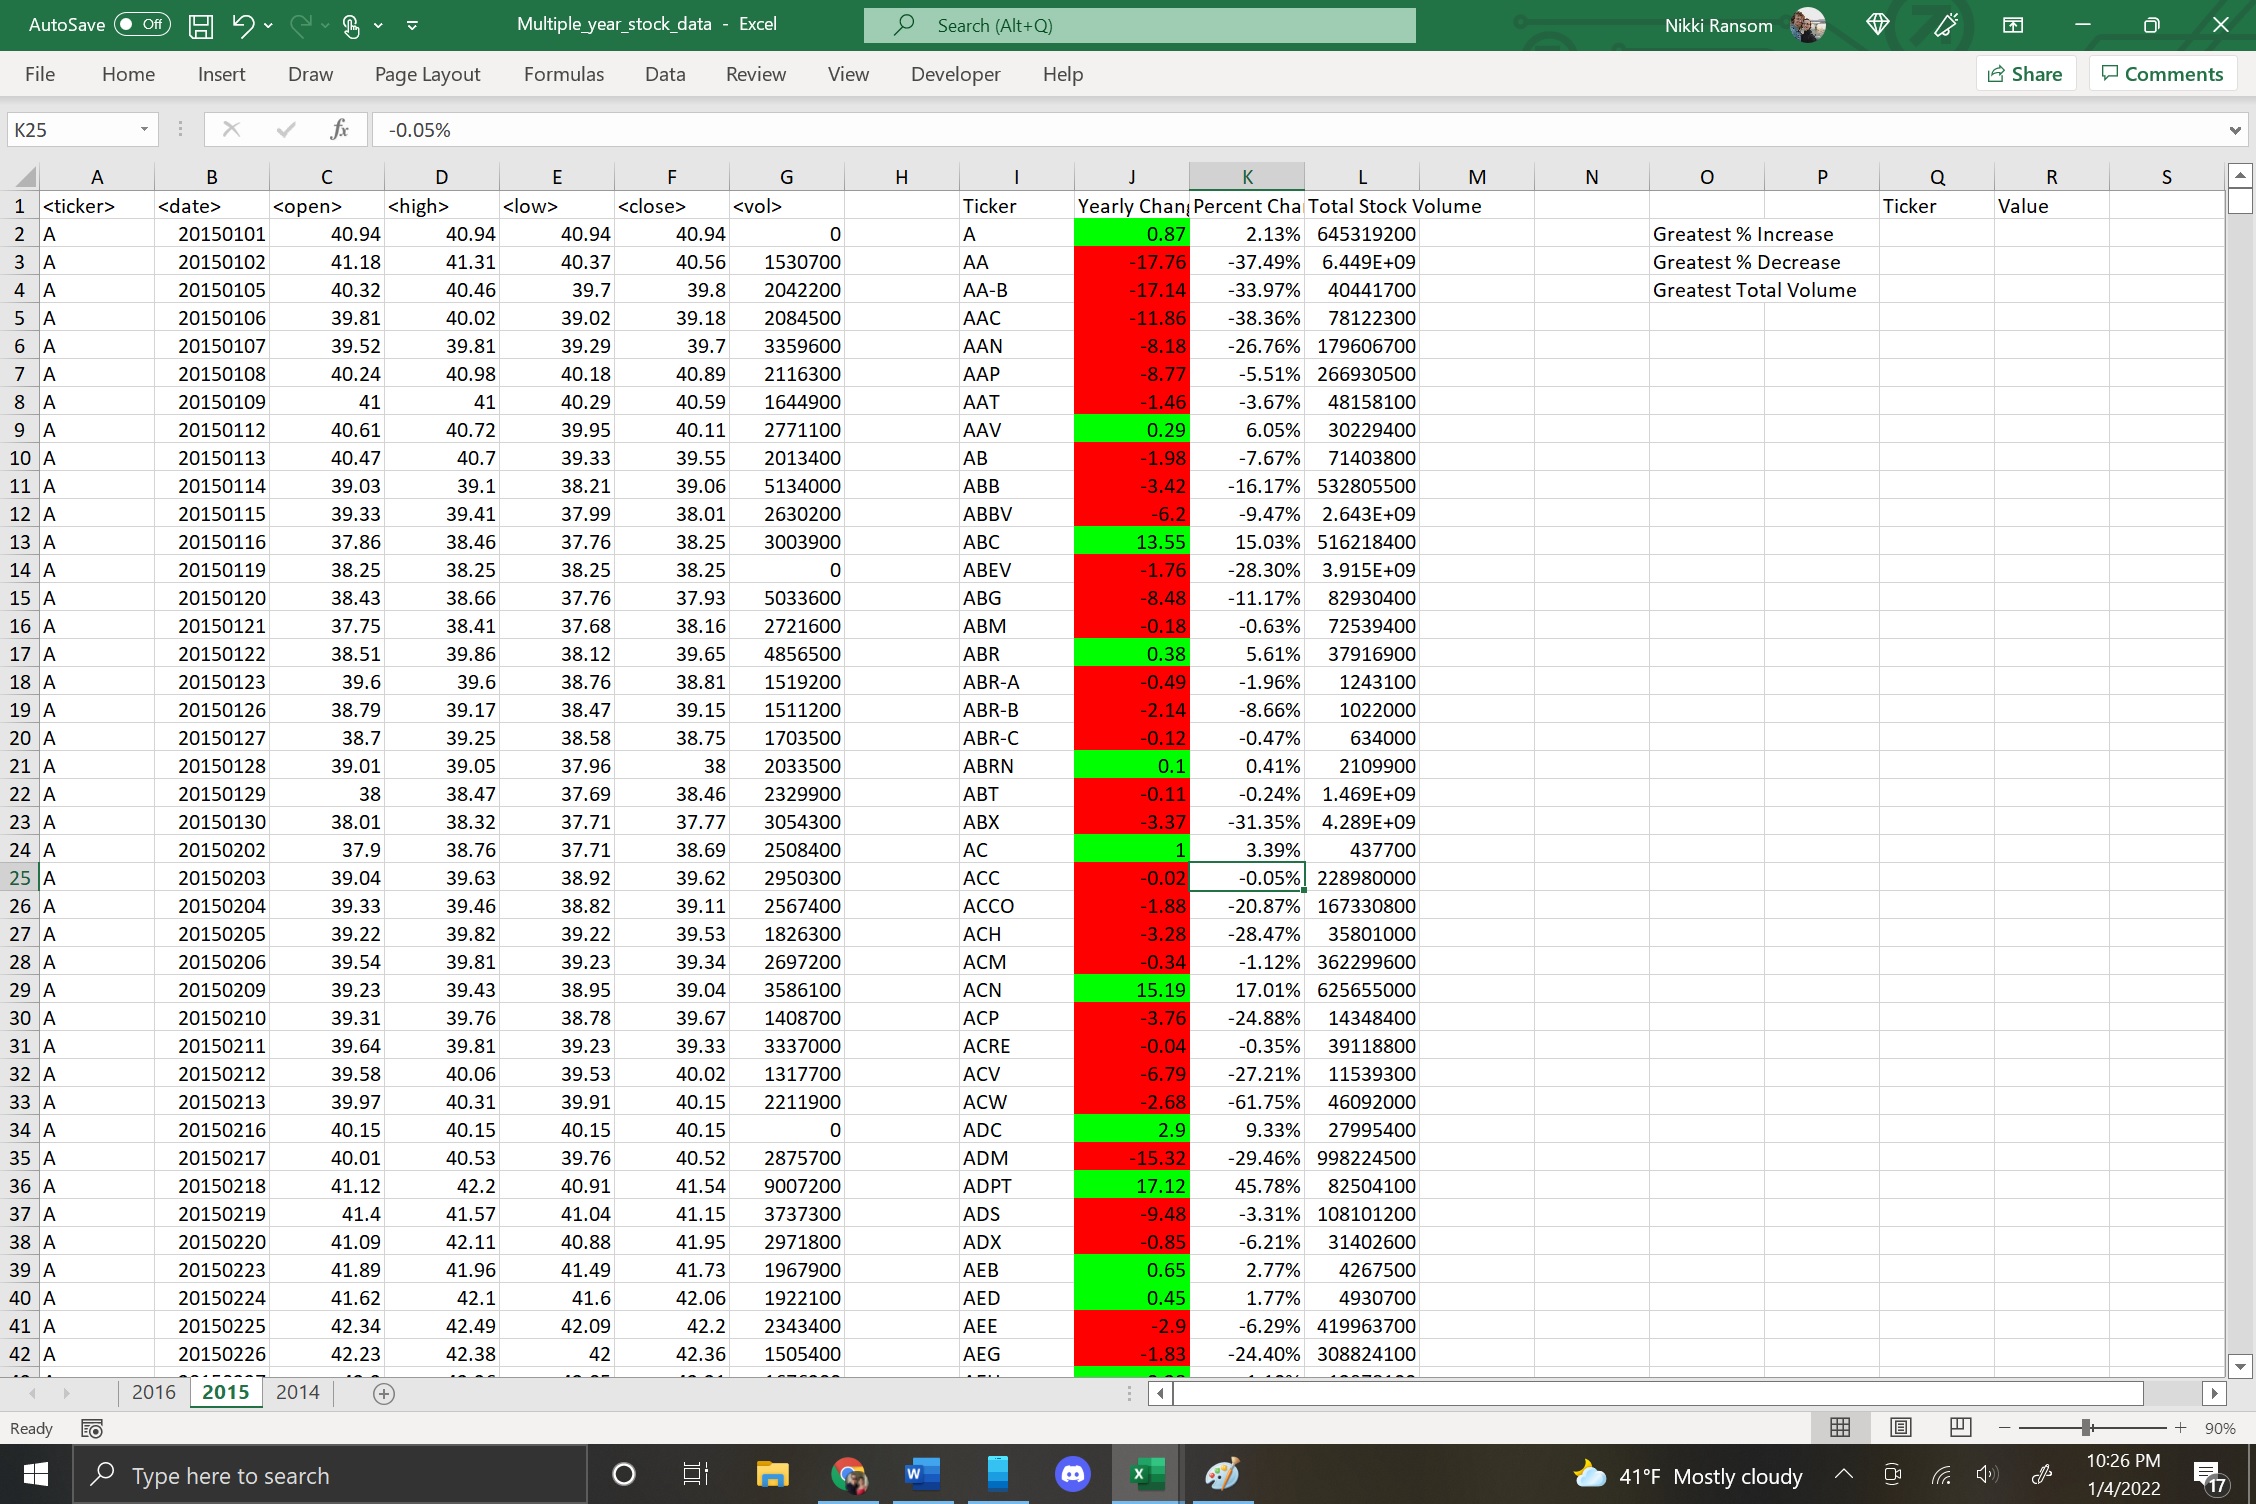 AutoSave Off Multiple_year_stock_data - Excel Search (Alt+Q) Nikki Ransom
File Home Insert Draw Page Layout Formulas Data Review View Developer Help Share Comments
K25 fx -0.05%
A B C D E F G H I J K L M N O P Q R S
1 <ticker> <date> <open> <high> <low> <close> <vol> Ticker Yearly Chang Percent Cha Total Stock Volume Ticker Value
2 A 20150101 40.94 40.94 40.94 40.94 0 A 0.87 2.13% 645319200 Greatest % Increase
3 A 20150102 41.18 41.31 40.37 40.56 1530700 AA -17.76 -37.49% 6.449E+09 Greatest % Decrease
4 A 20150105 40.32 40.46 39.7 39.8 2042200 AA-B -17.14 -33.97% 40441700 Greatest Total Volume
5 A 20150106 39.81 40.02 39.02 39.18 2084500 AAC -11.86 -38.36% 78122300
6 A 20150107 39.52 39.81 39.29 39.7 3359600 AAN -8.18 -26.76% 179606700
7 A 20150108 40.24 40.98 40.18 40.89 2116300 AAP -8.77 -5.51% 266930500
8 A 20150109 41 41 40.29 40.59 1644900 AAT -1.46 -3.67% 48158100
9 A 20150112 40.61 40.72 39.95 40.11 2771100 AAV 0.29 6.05% 30229400
10 A 20150113 40.47 40.7 39.33 39.55 2013400 AB -1.98 -7.67% 71403800
11 A 20150114 39.03 39.1 38.21 39.06 5134000 ABB -3.42 -16.17% 532805500
12 A 20150115 39.33 39.41 37.99 38.01 2630200 ABBV -6.2 -9.47% 2.643E+09
13 A 20150116 37.86 38.46 37.76 38.25 3003900 ABC 13.55 15.03% 516218400
14 A 20150119 38.25 38.25 38.25 38.25 0 ABEV -1.76 -28.30% 3.915E+09
15 A 20150120 38.43 38.66 37.76 37.93 5033600 ABG -8.48 -11.17% 82930400
16 A 20150121 37.75 38.41 37.68 38.16 2721600 ABM -0.18 -0.63% 72539400
17 A 20150122 38.51 39.86 38.12 39.65 4856500 ABR 0.38 5.61% 37916900
18 A 20150123 39.6 39.6 38.76 38.81 1519200 ABR-A -0.49 -1.96% 1243100
19 A 20150126 38.79 39.17 38.47 39.15 1511200 ABR-B -2.14 -8.66% 1022000
20 A 20150127 38.7 39.25 38.58 38.75 1703500 ABR-C -0.12 -0.47% 634000
21 A 20150128 39.01 39.05 37.96 38 2033500 ABRN 0.1 0.41% 2109900
22 A 20150129 38 38.47 37.69 38.46 2329900 ABT -0.11 -0.24% 1.469E+09
23 A 20150130 38.01 38.32 37.71 37.77 3054300 ABX -3.37 -31.35% 4.289E+09
24 A 20150202 37.9 38.76 37.71 38.69 2508400 AC 1 3.39% 437700
25 A 20150203 39.04 39.63 38.92 39.62 2950300 ACC -0.02 -0.05% 228980000
26 A 20150204 39.33 39.46 38.82 39.11 2567400 ACCO -1.88 -20.87% 167330800
27 A 20150205 39.22 39.82 39.22 39.53 1826300 ACH -3.28 -28.47% 35801000
28 A 20150206 39.54 39.81 39.23 39.34 2697200 ACM -0.34 -1.12% 362299600
29 A 20150209 39.23 39.43 38.95 39.04 3586100 ACN 15.19 17.01% 625655000
30 A 20150210 39.31 39.76 38.78 39.67 1408700 ACP -3.76 -24.88% 14348400
31 A 20150211 39.64 39.81 39.23 39.33 3337000 ACRE -0.04 -0.35% 39118800
32 A 20150212 39.58 40.06 39.53 40.02 1317700 ACV -6.79 -27.21% 11539300
33 A 20150213 39.97 40.31 39.91 40.15 2211900 ACW -2.68 -61.75% 46092000
34 A 20150216 40.15 40.15 40.15 40.15 0 ADC 2.9 9.33% 27995400
35 A 20150217 40.01 40.53 39.76 40.52 2875700 ADM -15.32 -29.46% 998224500
36 A 20150218 41.12 42.2 40.91 41.54 9007200 ADPT 17.12 45.78% 82504100
37 A 20150219 41.4 41.57 41.04 41.15 3737300 ADS -9.48 -3.31% 108101200
38 A 20150220 41.09 42.11 40.88 41.95 2971800 ADX -0.85 -6.21% 31402600
39 A 20150223 41.89 41.96 41.49 41.73 1967900 AEB 0.65 2.77% 4267500
40 A 20150224 41.62 42.1 41.6 42.06 1922100 AED 0.45 1.77% 4930700
41 A 20150225 42.34 42.49 42.09 42.2 2343400 AEE -2.9 -6.29% 419963700
42 A 20150226 42.23 42.38 42 42.36 1505400 AEG -1.83 -24.40% 308824100
2016 2015 2014
Ready 90%
Type here to search 41°F Mostly cloudy 10:26 PM
1/4/2022 17